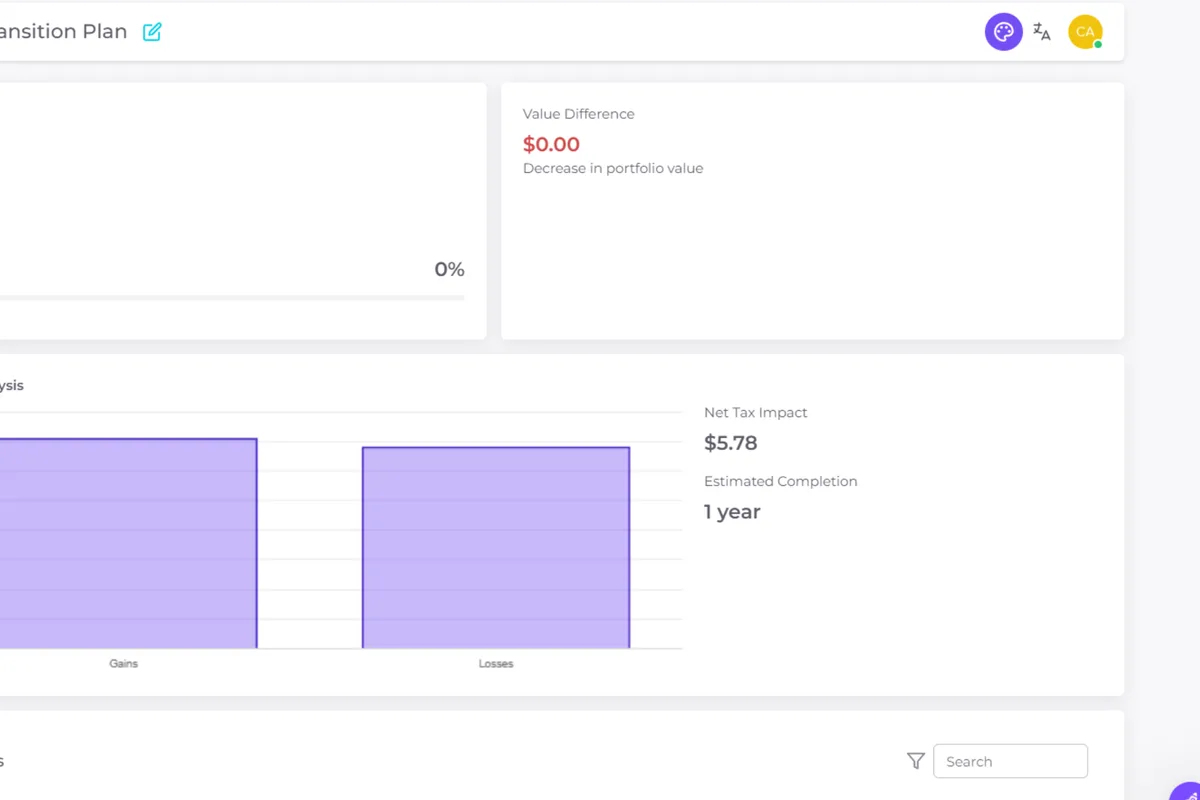 ansition Plan
CA
Value Difference
$0.00
Decrease in portfolio value
0%
ysis
Net Tax Impact
$5.78
Estimated Completion
1 year
Gains
Losses
s
Search